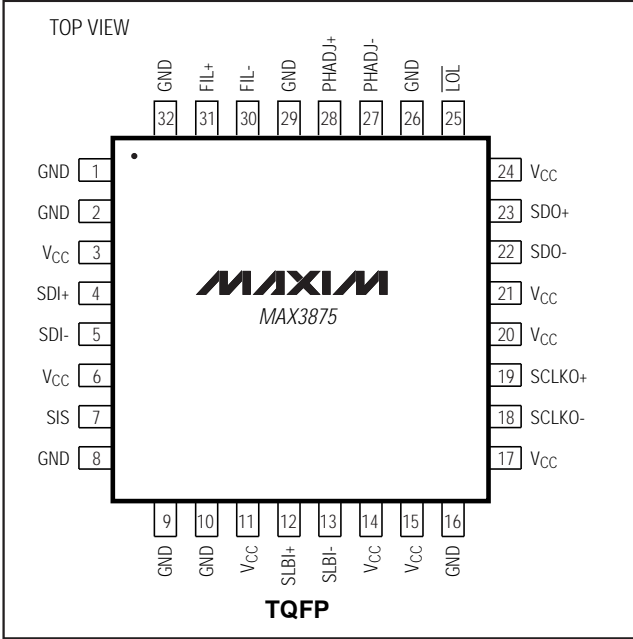 TOP VIEW
GND FIL+ FIL- GND PHADJ+ PHADJ- GND L̅O̅L̅
32 31 30 29 28 27 26 25
GND 1
GND 2
VCC 3
SDI+ 4
SDI- 5
VCC 6
SIS 7
GND 8
MAXIM
MAX3875
24 VCC
23 SDO+
22 SDO-
21 VCC
20 VCC
19 SCLKO+
18 SCLKO-
17 VCC
9 10 11 12 13 14 15 16
GND GND VCC SLBI+ SLBI- VCC VCC GND
TQFP